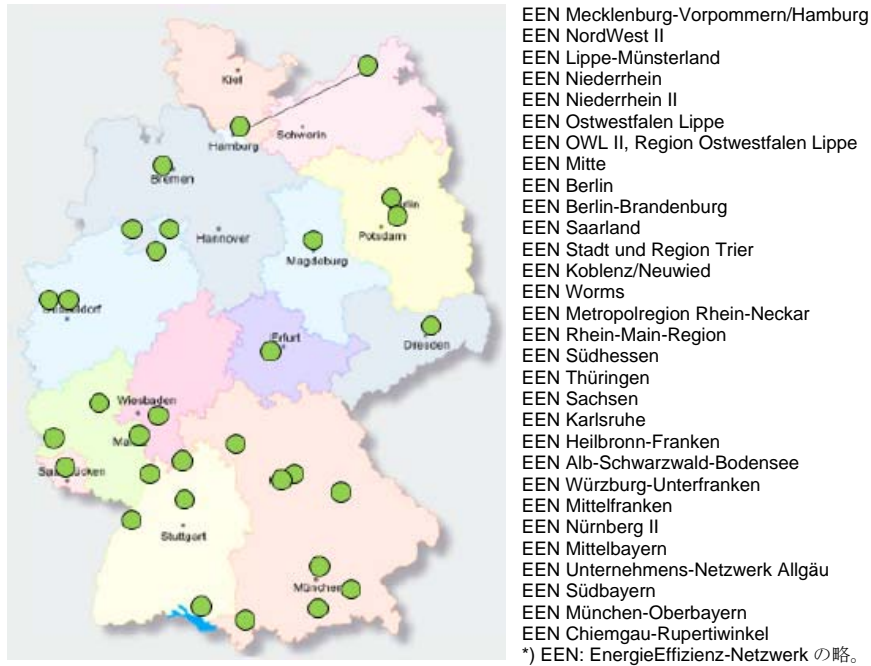 Kiel
Schwerin
Hamburg
Bremen
Hannover
Potsdam
Magdeburg
Erfurt
Dresden
Wiesbaden
Stuttgart
München
EEN Mecklenburg-Vorpommern/Hamburg
EEN NordWest II
EEN Lippe-Münsterland
EEN Niederrhein
EEN Niederrhein II
EEN Ostwestfalen Lippe
EEN OWL II, Region Ostwestfalen Lippe
EEN Mitte
EEN Berlin
EEN Berlin-Brandenburg
EEN Saarland
EEN Stadt und Region Trier
EEN Koblenz/Neuwied
EEN Worms
EEN Metropolregion Rhein-Neckar
EEN Rhein-Main-Region
EEN Südhessen
EEN Thüringen
EEN Sachsen
EEN Karlsruhe
EEN Heilbronn-Franken
EEN Alb-Schwarzwald-Bodensee
EEN Würzburg-Unterfranken
EEN Mittelfranken
EEN Nürnberg II
EEN Mittelbayern
EEN Unternehmens-Netzwerk Allgäu
EEN Südbayern
EEN München-Oberbayern
EEN Chiemgau-Rupertiwinkel
*) EEN: EnergieEffizienz-Netzwerk の略。